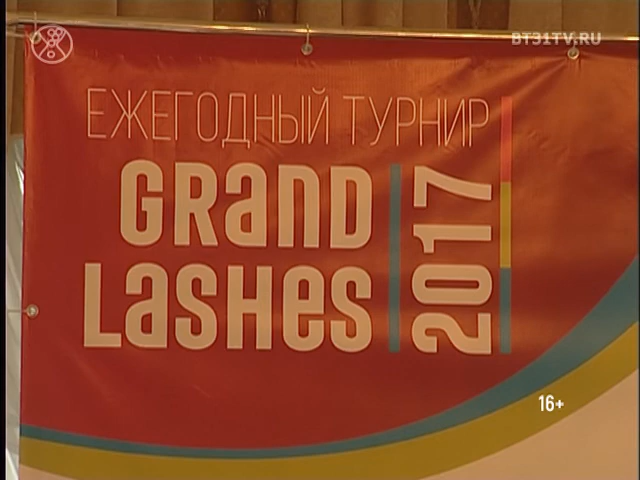 BT31TV.RU
ЕЖЕГОДНЫЙ ТУРНИР
GRAND
LASHES
2017
16+